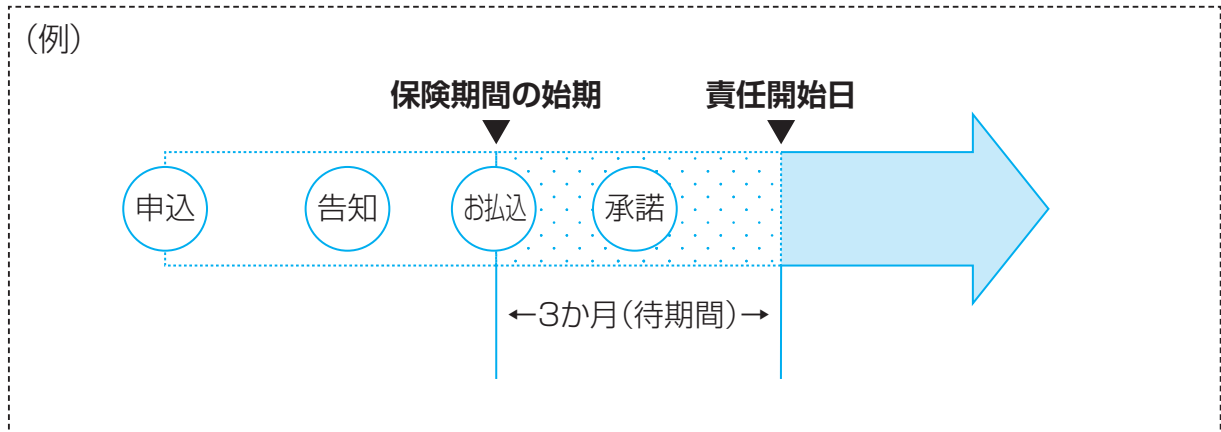 (例)
保険期間の始期 責任開始日
申込 告知 お払込 承諾
←3か月(待期間)→